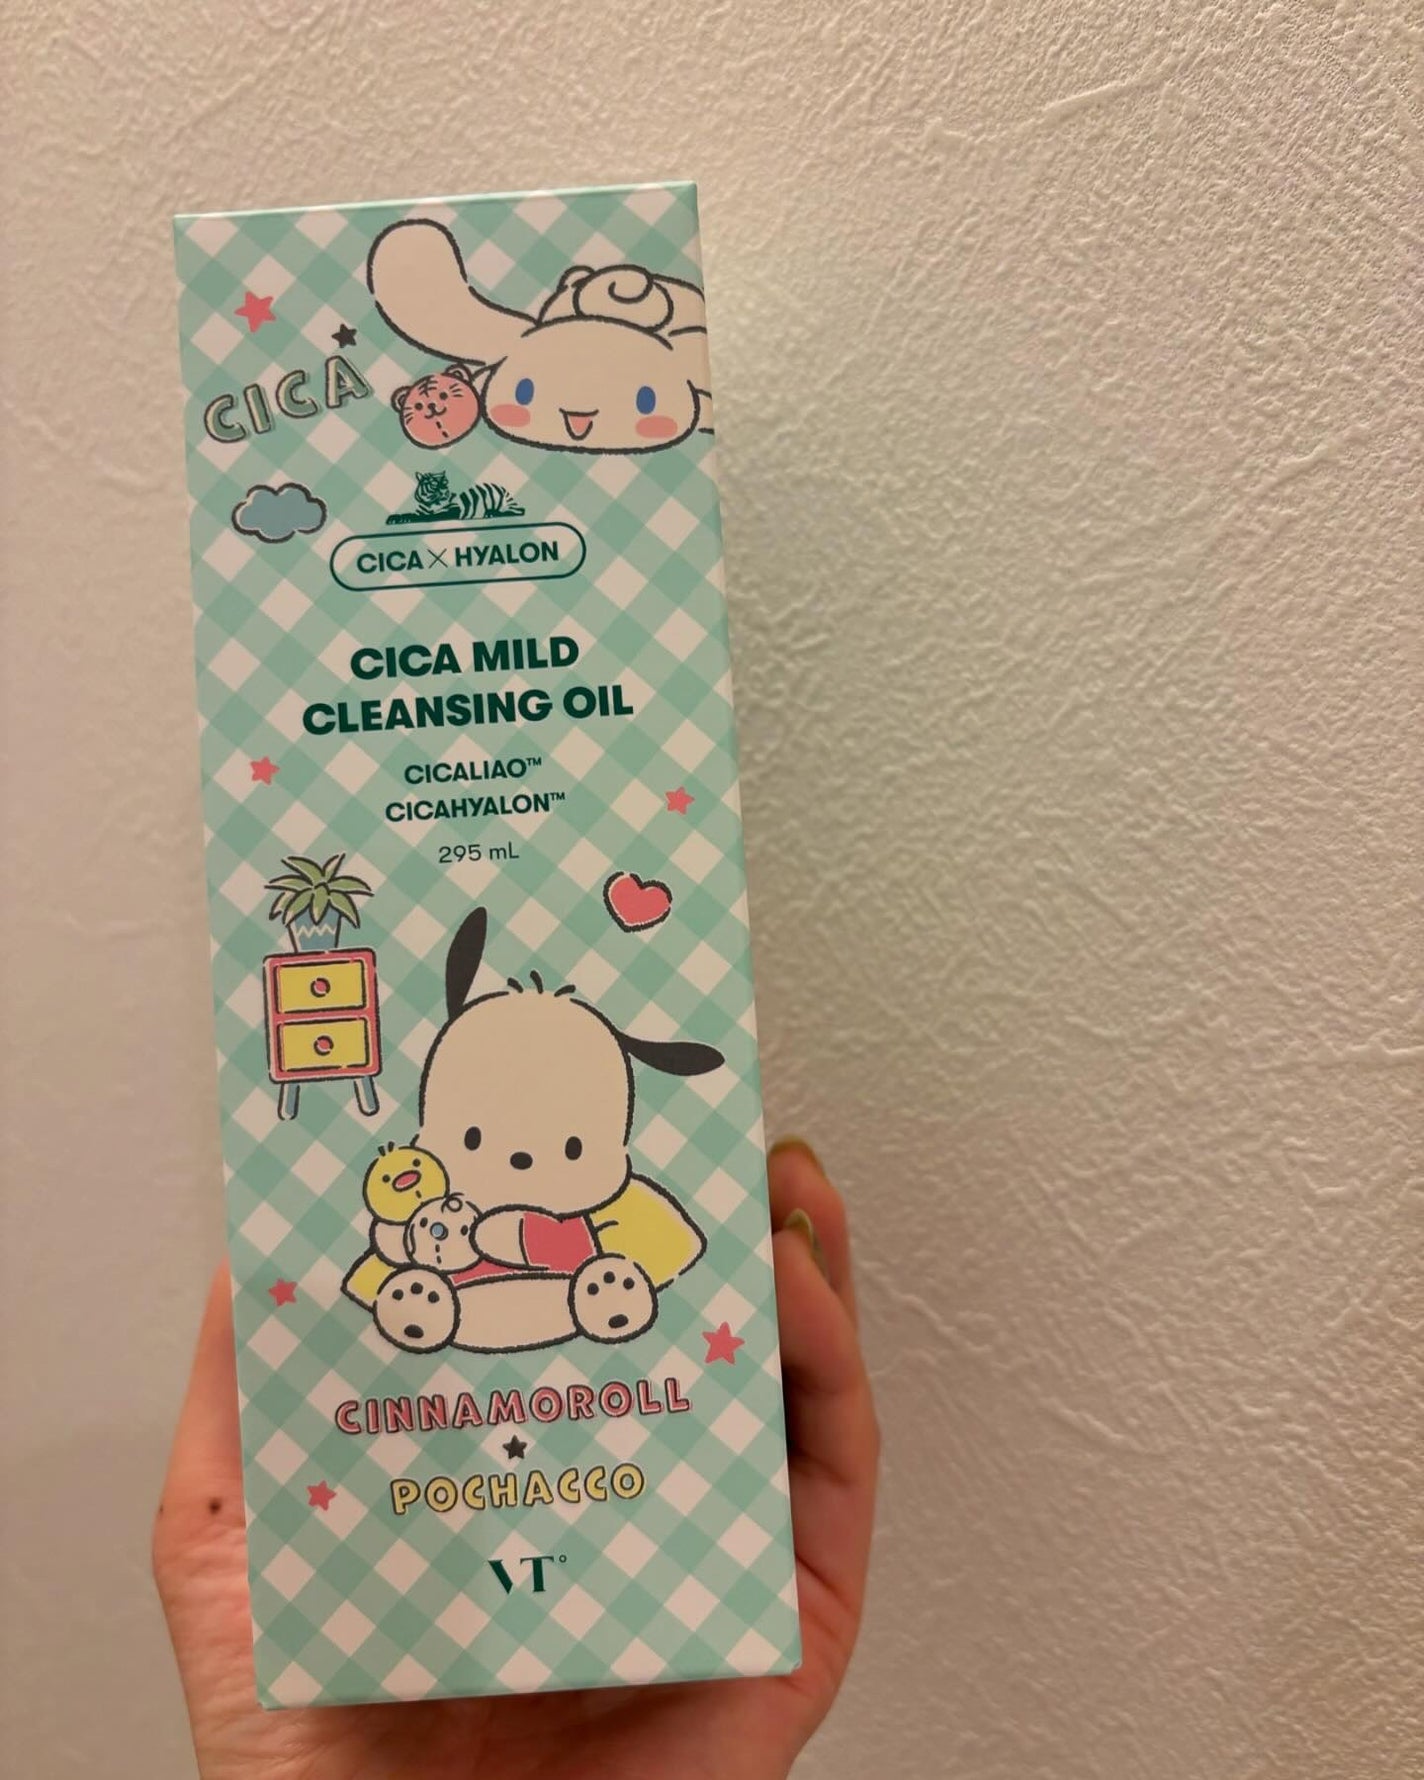 CICA
CICA×HYALON
CICA MILD
CLEANSING OIL
CICALIAO™
CICAHYALON™
295 mL
CINNAMOROLL
POCHACCO
VT°